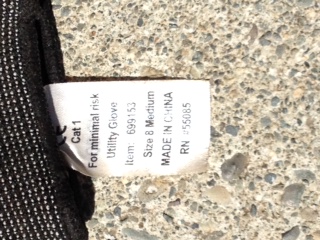 Cat 1
For minimal risk
Utility Glove
Item: 699153
Size 8 Medium
MADE IN CHINA
RN #55085